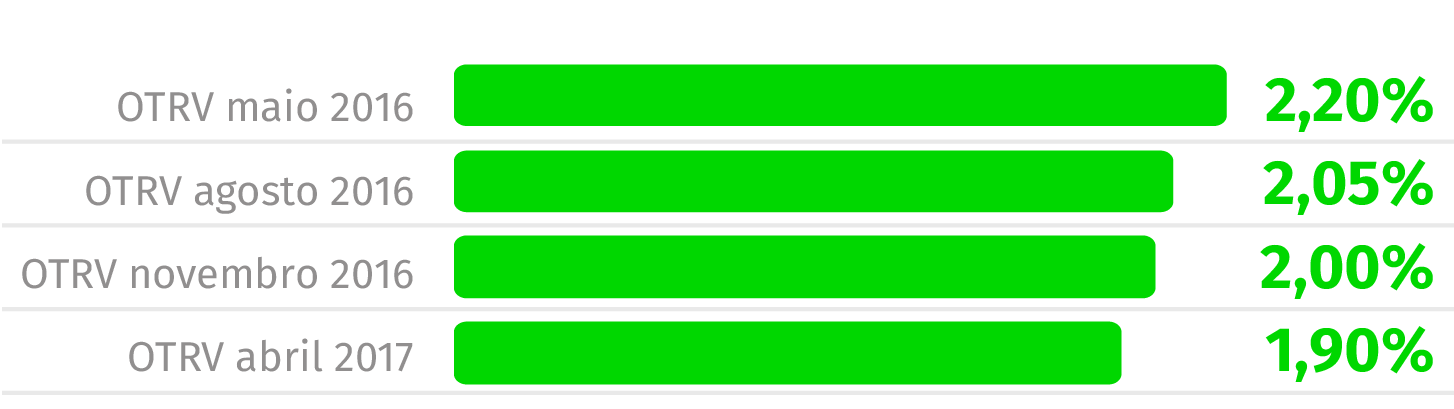 OTRV maio 2016 2,20%
OTRV agosto 2016 2,05%
OTRV novembro 2016 2,00%
OTRV abril 2017 1,90%